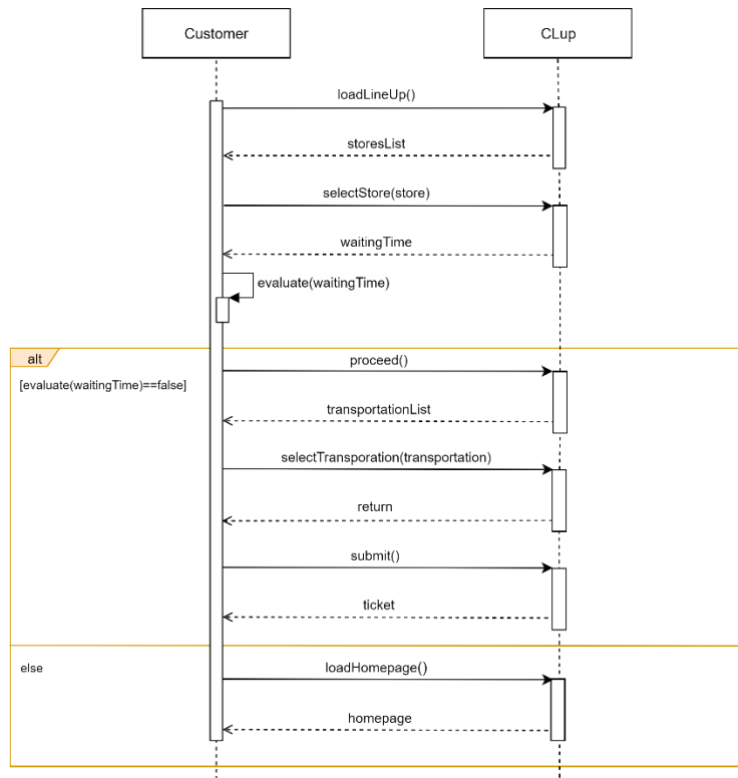 Customer
CLup
loadLineUp()
storesList
selectStore(store)
waitingTime
evaluate(waitingTime)
alt
proceed()
[evaluate(waitingTime)==false]
transportationList
selectTransporation(transportation)
return
submit()
ticket
else
loadHomepage()
homepage